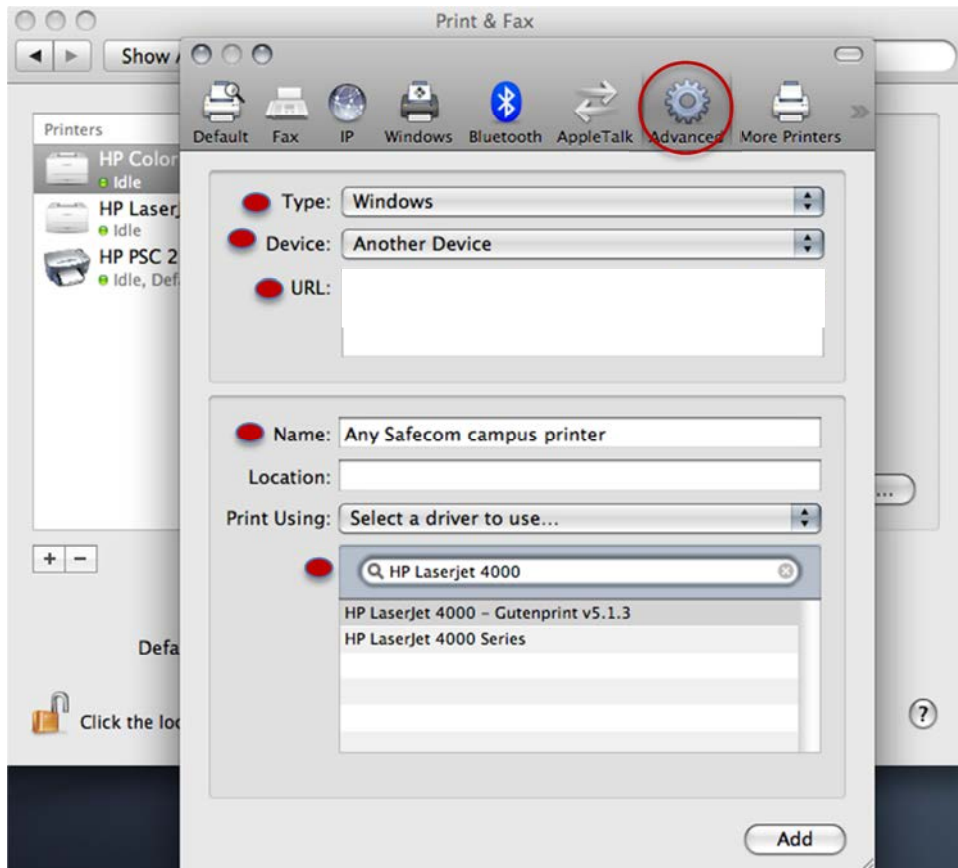 Print & Fax
Show
Default Fax IP Windows Bluetooth AppleTalk Advanced More Printers
Printers
HP Color
Idle
HP Laserj
Idle
HP PSC 2
Idle, Def
Type: Windows
Device: Another Device
URL:
Name: Any Safecom campus printer
Location:
Print Using: Select a driver to use...
HP Laserjet 4000
HP LaserJet 4000 – Gutenprint v5.1.3
HP LaserJet 4000 Series
...
+ −
Defa
Click the loc
?
Add